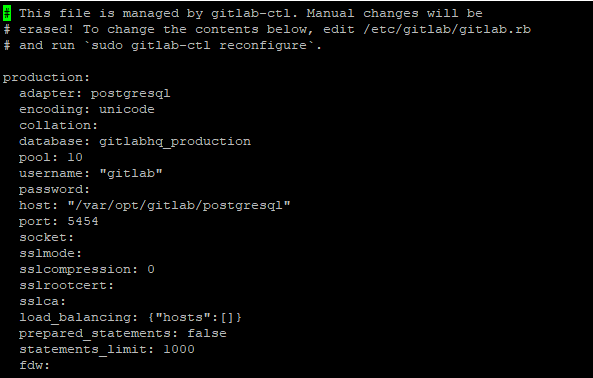 # This file is managed by gitlab-ctl. Manual changes will be
# erased! To change the contents below, edit /etc/gitlab/gitlab.rb
# and run `sudo gitlab-ctl reconfigure`.

production:
  adapter: postgresql
  encoding: unicode
  collation:
  database: gitlabhq_production
  pool: 10
  username: "gitlab"
  password:
  host: "/var/opt/gitlab/postgresql"
  port: 5454
  socket:
  sslmode:
  sslcompression: 0
  sslrootcert:
  sslca:
  load_balancing: {"hosts":[]}
  prepared_statements: false
  statements_limit: 1000
  fdw: